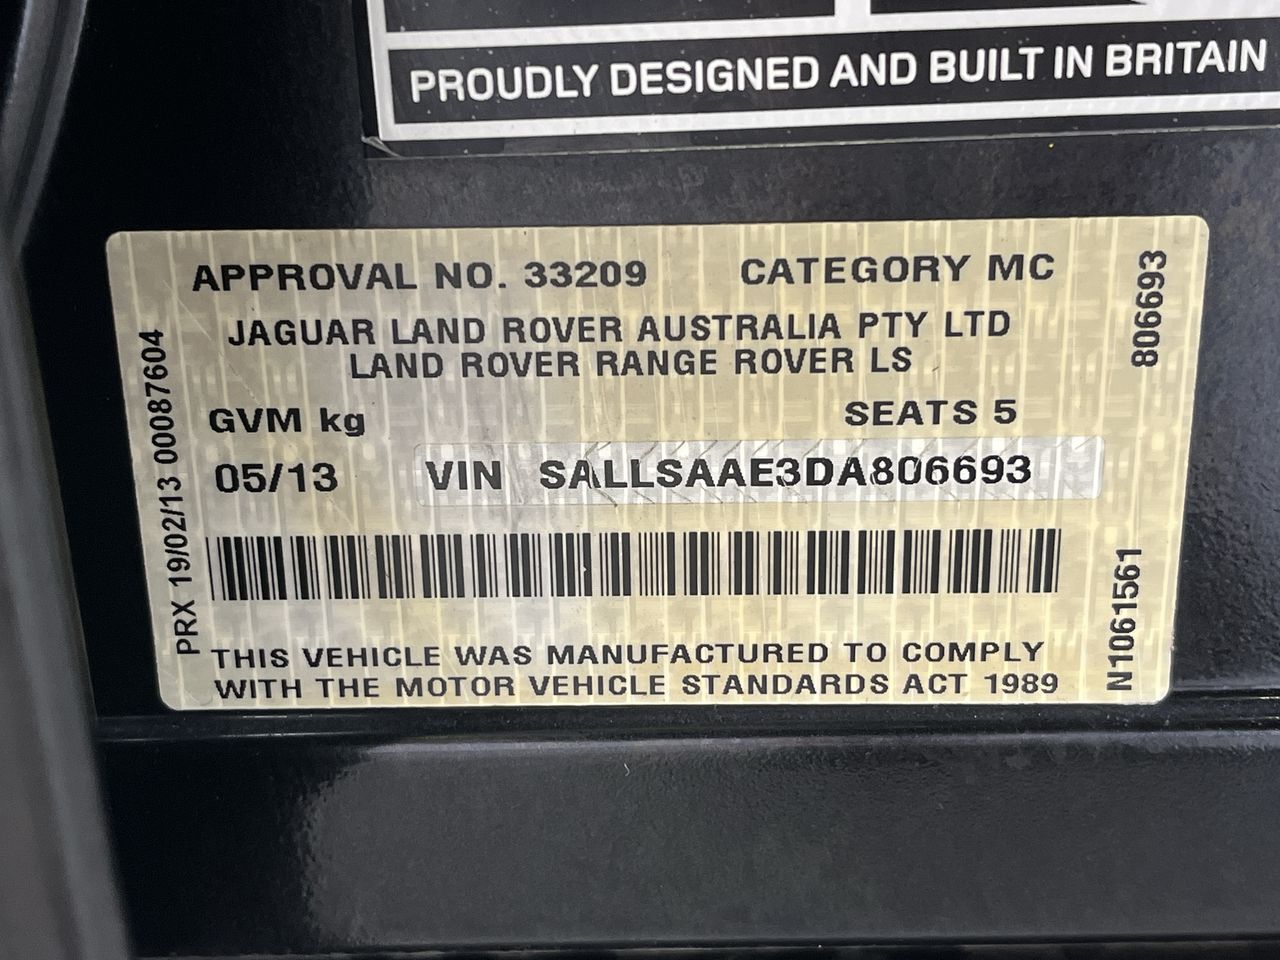 PROUDLY DESIGNED AND BUILT IN BRITAIN
APPROVAL NO. 33209 CATEGORY MC
JAGUAR LAND ROVER AUSTRALIA PTY LTD
LAND ROVER RANGE ROVER LS
GVM kg SEATS 5
05/13 VIN SALLSAAE3DA806693
THIS VEHICLE WAS MANUFACTURED TO COMPLY
WITH THE MOTOR VEHICLE STANDARDS ACT 1989
PRX 19/02/13 00087604
806693
N1061561